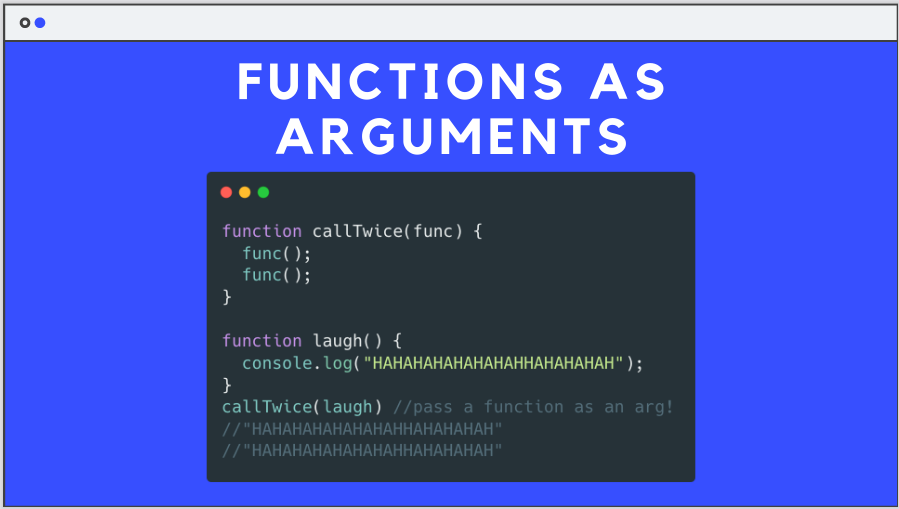 FUNCTIONS AS
ARGUMENTS
function callTwice(func) {
  func();
  func();
}
function laugh() {
  console.log("HAHAHAHAHAHAHAHHAHAHAHAH");
}
callTwice(laugh) //pass a function as an arg!
//"HAHAHAHAHAHAHAHHAHAHAHAH"
//"HAHAHAHAHAHAHAHHAHAHAHAH"